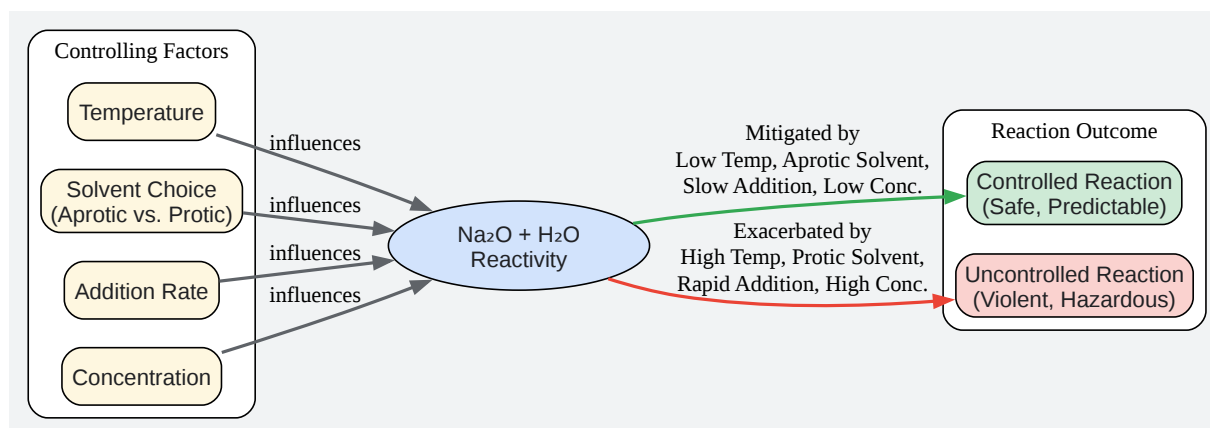 Controlling Factors
Temperature
Solvent Choice
(Aprotic vs. Protic)
Addition Rate
Concentration
influences
influences
influences
influences
Na₂O + H₂O
Reactivity
Mitigated by
Low Temp, Aprotic Solvent,
Slow Addition, Low Conc.
Exacerbated by
High Temp, Protic Solvent,
Rapid Addition, High Conc.
Reaction Outcome
Controlled Reaction
(Safe, Predictable)
Uncontrolled Reaction
(Violent, Hazardous)